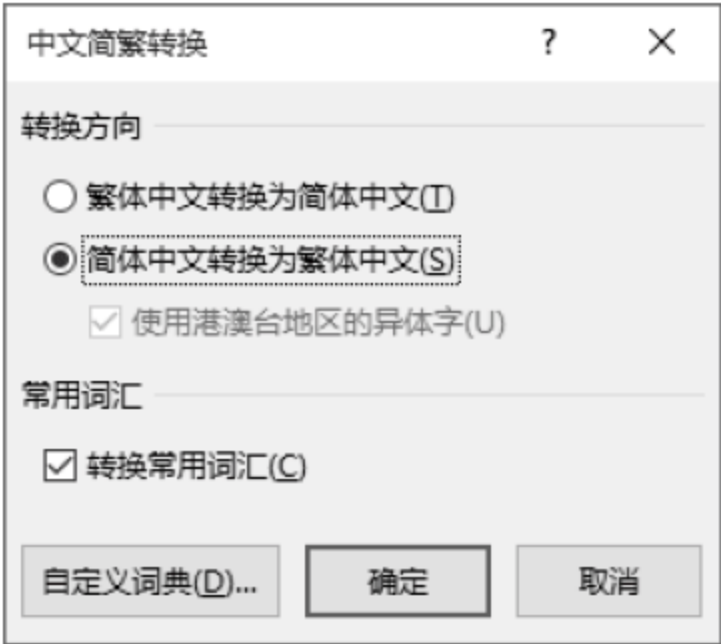 中文简繁转换 ?
转换方向
繁体中文转换为简体中文(T)
简体中文转换为繁体中文(S)
使用港澳台地区的异体字(U)
常用词汇
转换常用词汇(C)
自定义词典(D)... 确定 取消